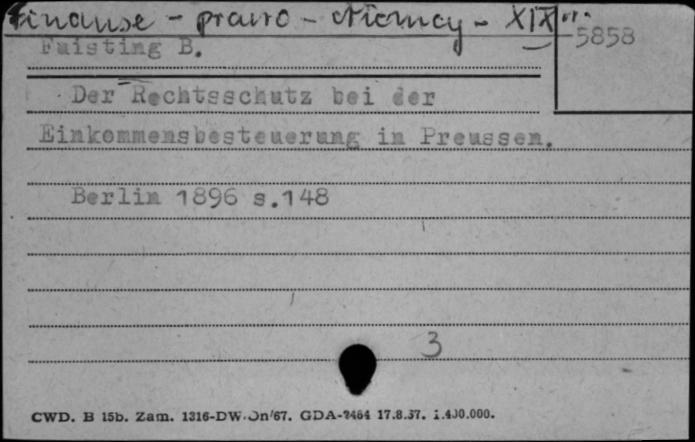 Finanse - prawo - Niemcy - XIX w.
5858
Fuisting B.
Der Rechtsschutz bei der
Einkommensbesteuerung in Preussen.
Berlin 1896 s.148
3
CWD. B 15b. Zam. 1316-DW-On/67. GDA-2464 17.8.37. 1.400.000.